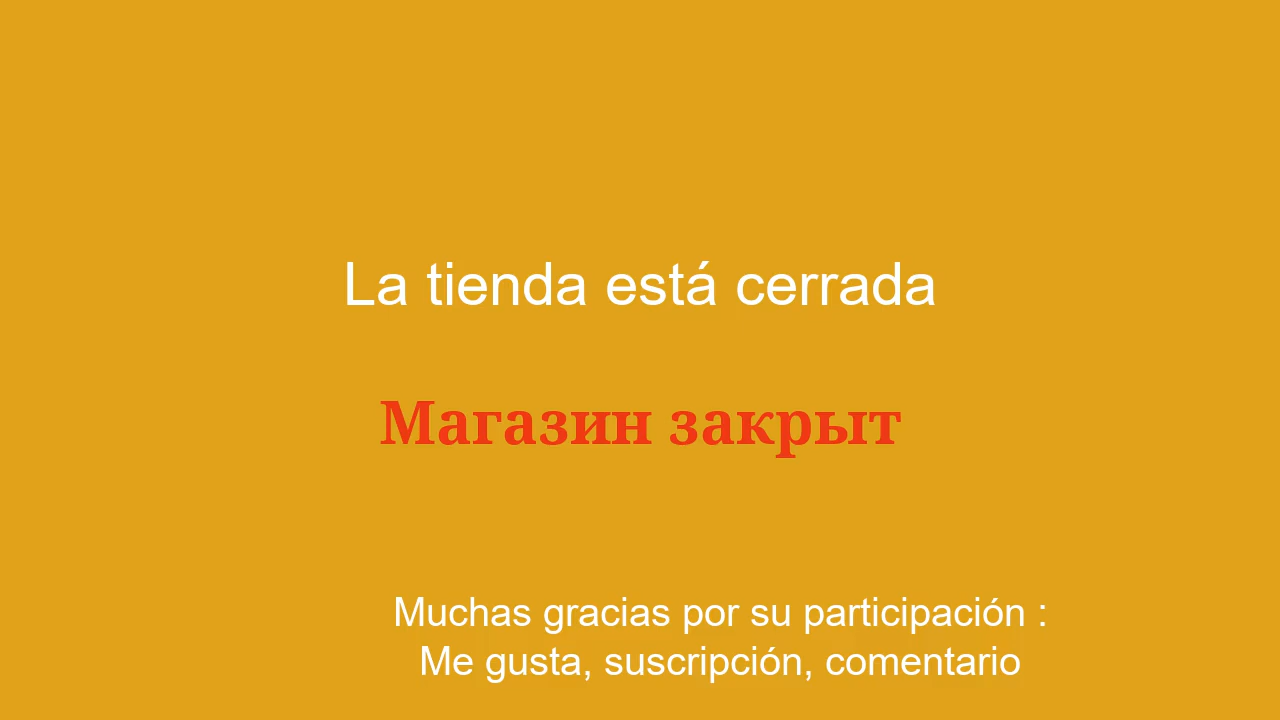 La tienda está cerrada
Магазин закрыт
Muchas gracias por su participación :
Me gusta, suscripción, comentario